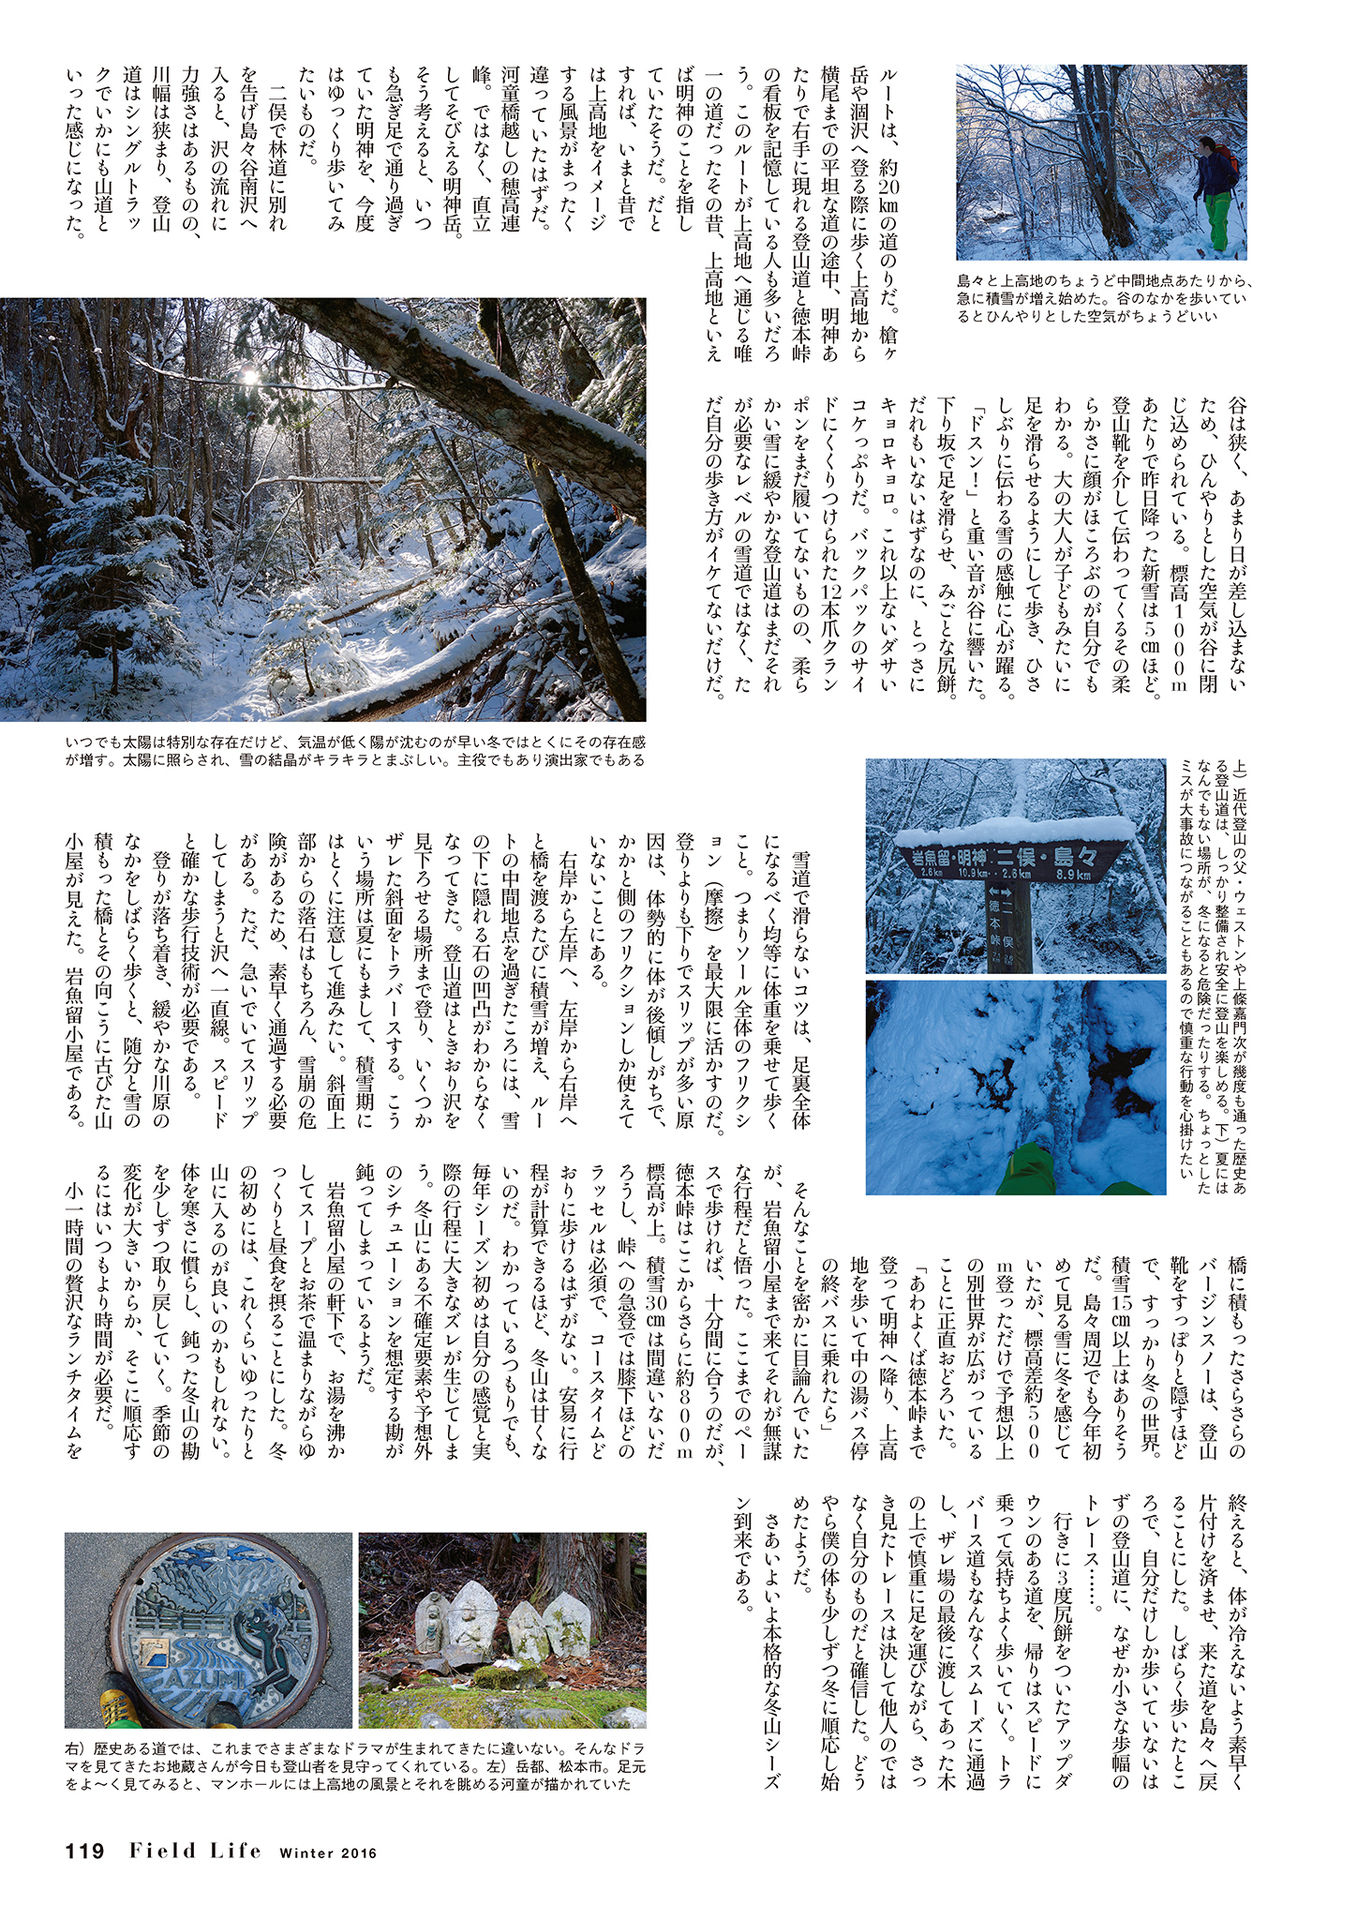 ルートは、約20㎞の道のりだ。槍ヶ
岳や涸沢へ登る際に歩く上高地から
横尾までの平坦な道の途中、明神あ
たりで右手に現れる登山道と徳本峠
の看板を記憶している人も多いだろ
う。このルートが上高地へ通じる唯
一の道だったその昔、上高地といえ
ば明神のことを指し
ていたそうだ。だと
すれば、いまと昔で
は上高地をイメージ
する風景がまったく
違っていたはずだ。
河童橋越しの穂高連
峰。ではなく、直立
してそびえる明神岳。
そう考えると、いつ
も急ぎ足で通り過ぎ
ていた明神を、今度
はゆっくり歩いてみ
たいものだ。
二俣で林道に別れ
を告げ島々谷南沢へ
入ると、沢の流れに
力強さはあるものの、
川幅は狭まり、登山
道はシングルトラッ
クでいかにも山道と
いった感じになった。
島々と上高地のちょうど中間地点あたりから、
急に積雪が増え始めた。谷のなかを歩いてい
るとひんやりとした空気がちょうどいい
谷は狭く、あまり日が差し込まない
ため、ひんやりとした空気が谷に閉
じ込められている。標高1000m
あたりで昨日降った新雪は5㎝ほど。
登山靴を介して伝わってくるその柔
らかさに顔がほころぶのが自分でも
わかる。大の大人が子どもみたいに
足を滑らせるようにして歩き、ひさ
しぶりに伝わる雪の感触に心が躍る。
「ドスン！」と重い音が谷に響いた。
下り坂で足を滑らせ、みごとな尻餅。
だれもいないはずなのに、とっさに
キョロキョロ。これ以上ないダサい
コケっぷりだ。バックパックのサイ
ドにくくりつけられた12本爪クラン
ポンをまだ履いてないものの、柔ら
かい雪に緩やかな登山道はまだそれ
が必要なレベルの雪道ではなく、た
だ自分の歩き方がイケてないだけだ。
いつでも太陽は特別な存在だけど、気温が低く陽が沈むのが早い冬ではとくにその存在感
が増す。太陽に照らされ、雪の結晶がキラキラとまぶしい。主役でもあり演出家でもある
上）近代登山の父・ウェストンや上條嘉門次が幾度も通った歴史あ
る登山道は、しっかり整備され安全に登山を楽しめる。下）夏には
なんでもない場所が、冬になると危険だったりする。ちょっとした
ミスが大事故につながることもあるので慎重な行動を心掛けたい
岩魚留・明神 二俣・島々
2.6km 10.9km 2.6km 8.9km
徳本峠
二俣
雪道で滑らないコツは、足裏全体
になるべく均等に体重を乗せて歩く
こと。つまりソール全体のフリクシ
ョン（摩擦）を最大限に活かすのだ。
登りよりも下りでスリップが多い原
因は、体勢的に体が後傾しがちで、
かかと側のフリクションしか使えて
いないことにある。
右岸から左岸へ、左岸から右岸へ
と橋を渡るたびに積雪が増え、ルー
トの中間地点を過ぎたころには、雪
の下に隠れる石の凹凸がわからなく
なってきた。登山道はときおり沢を
見下ろせる場所まで登り、いくつか
ザレた斜面をトラバースする。こう
いう場所は夏にもまして、積雪期に
はとくに注意して進みたい。斜面上
部からの落石はもちろん、雪崩の危
険があるため、素早く通過する必要
がある。ただ、急いでいてスリップ
してしまうと沢へ一直線。スピード
と確かな歩行技術が必要である。
登りが落ち着き、緩やかな川原の
なかをしばらく歩くと、随分と雪の
積もった橋とその向こうに古びた山
小屋が見えた。岩魚留小屋である。
橋に積もったさらさらの
バージンスノーは、登山
靴をすっぽりと隠すほど
で、すっかり冬の世界。
積雪15㎝以上はありそう
だ。島々周辺でも今年初
めて見る雪に冬を感じて
いたが、標高差約500
m登っただけで予想以上
の別世界が広がっている
ことに正直おどろいた。
「あわよくば徳本峠まで
登って明神へ降り、上高
地を歩いて中の湯バス停
の終バスに乗れたら」
そんなことを密かに目論んでいた
が、岩魚留小屋まで来てそれが無謀
な行程だと悟った。ここまでのペー
スで歩ければ、十分間に合うのだが、
徳本峠はここからさらに約800m
標高が上。積雪30㎝は間違いないだ
ろうし、峠への急登では膝下ほどの
ラッセルは必須で、コースタイムど
おりに歩けるはずがない。安易に行
程が計算できるほど、冬山は甘くな
いのだ。わかっているつもりでも、
毎年シーズン初めは自分の感覚と実
際の行程に大きなズレが生じてしま
う。冬山にある不確定要素や予想外
のシチュエーションを想定する勘が
鈍ってしまっているようだ。
岩魚留小屋の軒下で、お湯を沸か
してスープとお茶で温まりながらゆ
っくりと昼食を摂ることにした。冬
の初めには、これくらいゆったりと
山に入るのが良いのかもしれない。
体を寒さに慣らし、鈍った冬山の勘
を少しずつ取り戻していく。季節の
変化が大きいからか、そこに順応す
るにはいつもより時間が必要だ。
小一時間の贅沢なランチタイムを
終えると、体が冷えないよう素早く
片付けを済ませ、来た道を島々へ戻
ることにした。しばらく歩いたとこ
ろで、自分だけしか歩いていないは
ずの登山道に、なぜか小さな歩幅の
トレース……。
行きに3度尻餅をついたアップダ
ウンのある道を、帰りはスピードに
乗って気持ちよく歩いていく。トラ
バース道もなんなくスムーズに通過
し、ザレ場の最後に渡してあった木
の上で慎重に足を運びながら、さっ
き見たトレースは決して他人のでは
なく自分のものだと確信した。どう
やら僕の体も少しずつ冬に順応し始
めたようだ。
さあいよいよ本格的な冬山シーズ
ン到来である。
AZUMI
右）歴史ある道では、これまでさまざまなドラマが生まれてきたに違いない。そんなドラ
マを見てきたお地蔵さんが今日も登山者を見守ってくれている。左）岳都、松本市。足元
をよ〜く見てみると、マンホールには上高地の風景とそれを眺める河童が描かれていた
119 Field Life Winter 2016